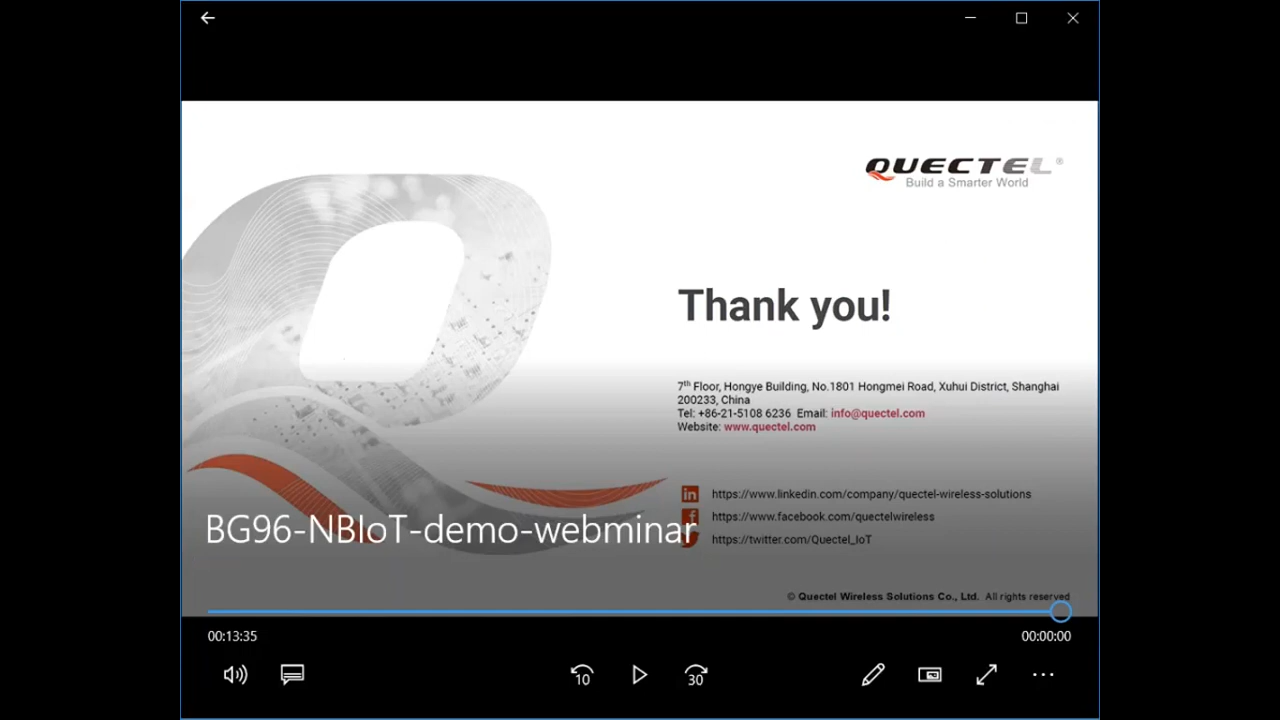 QUECTEL®
Build a Smarter World
Thank you!
7th Floor, Hongye Building, No.1801 Hongmei Road, Xuhui District, Shanghai
200233, China
Tel: +86-21-5108 6236 Email: info@quectel.com
Website: www.quectel.com
in https://www.linkedin.com/company/quectel-wireless-solutions
f https://www.facebook.com/quectelwireless
https://twitter.com/Quectel_IoT
BG96-NBIoT-demo-webminar
© Quectel Wireless Solutions Co., Ltd. All rights reserved
00:13:35
00:00:00
10
30